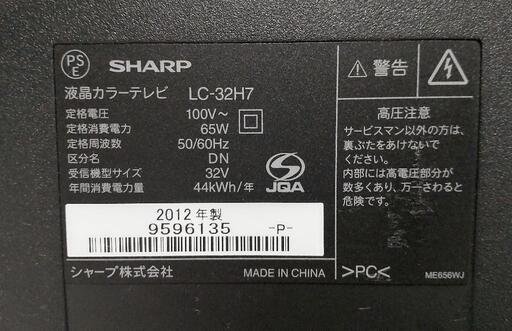 PSE
SHARP
液晶カラーテレビ LC-32H7
定格電圧 100V～
定格消費電力 65W
定格周波数 50/60Hz
区分名 DN
受信機型サイズ 32V
年間消費電力量 44kWh/年
JQA
2012年製
9596135 -P-
シャープ株式会社 MADE IN CHINA
警告
高圧注意
サービスマン以外の方は、
裏ぶたをあけないで
ください。
内部には高電圧部分が
数多くあり、万一さわると
危険です。
>PC< ME656WJ